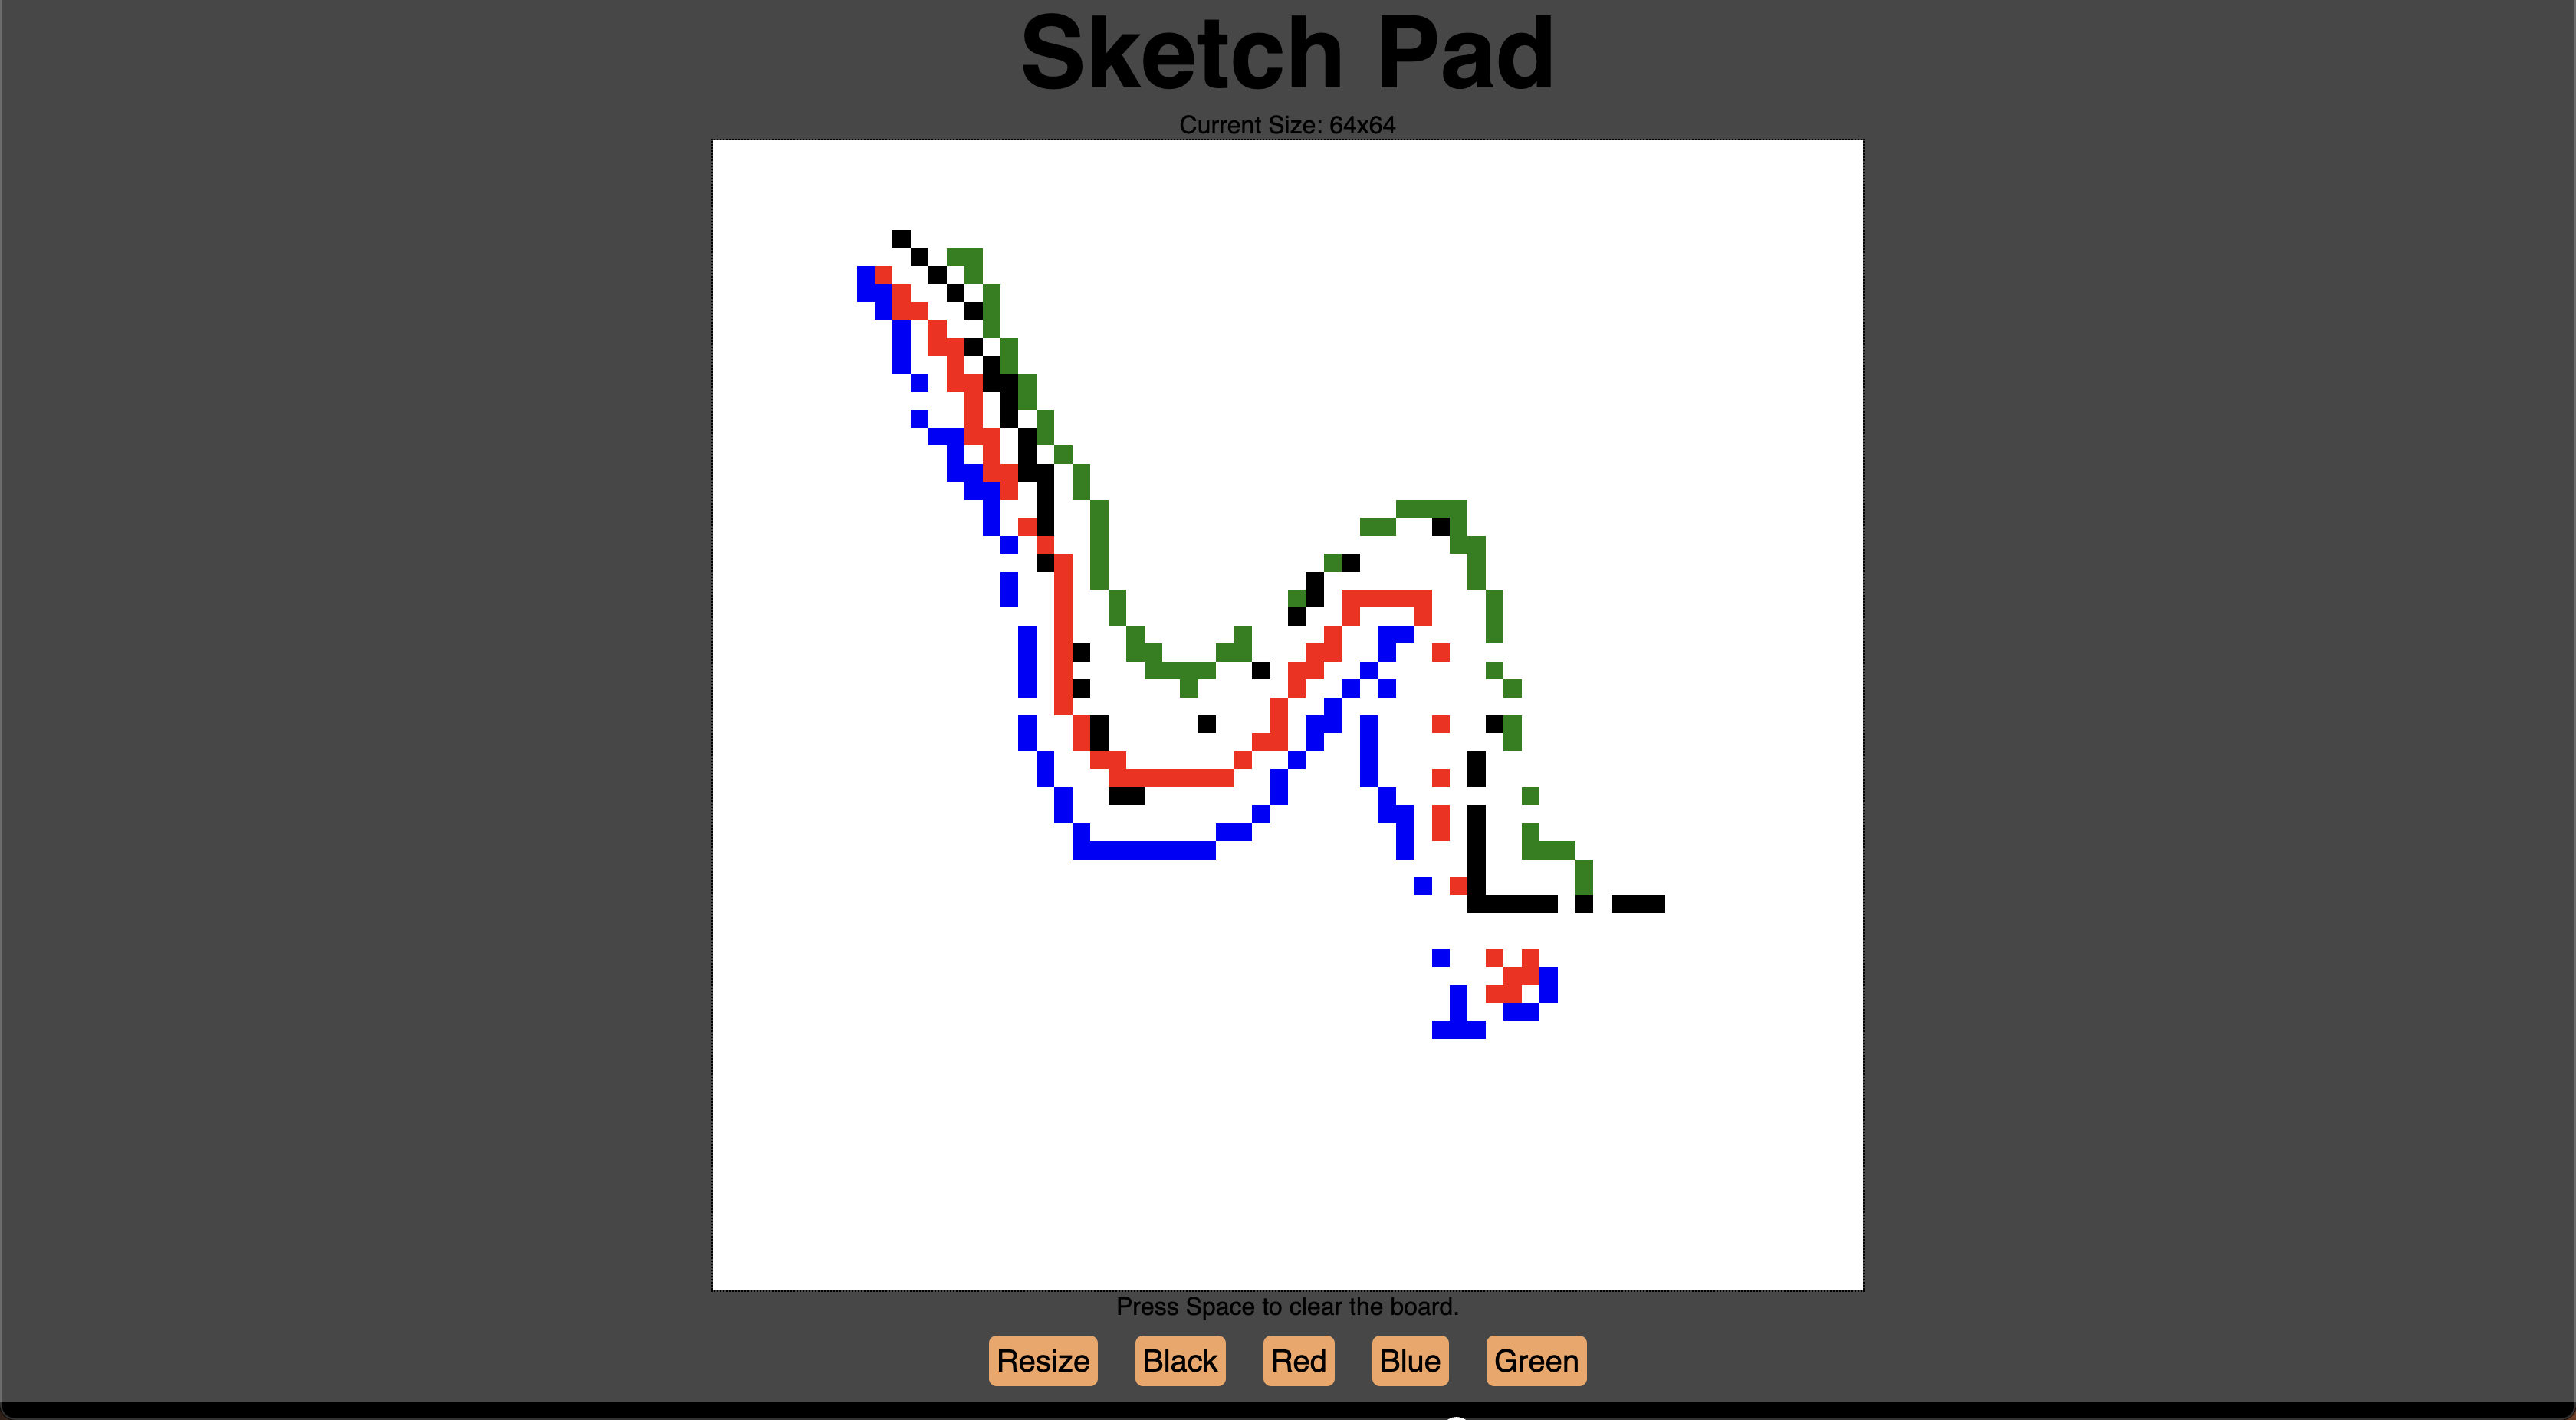 Sketch Pad
Current Size: 64x64
Press Space to clear the board.
Resize Black Red Blue Green